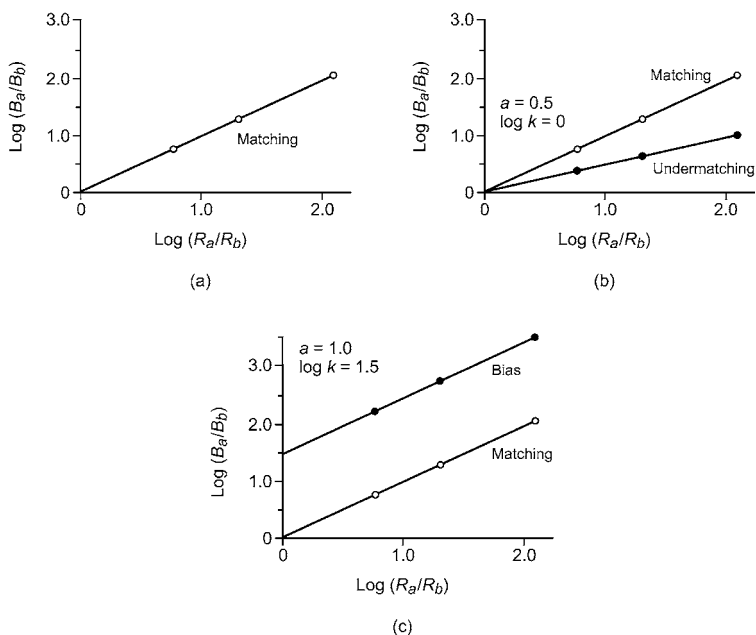 3.0
2.0
1.0
0
Log (Ba/Bb)
Matching
0 1.0 2.0
Log (Ra/Rb)
(a)
3.0
2.0
1.0
0
Log (Ba/Bb)
a = 0.5
log k = 0
Matching
Undermatching
0 1.0 2.0
Log (Ra/Rb)
(b)
3.0
2.0
1.0
0
Log (Ba/Bb)
a = 1.0
log k = 1.5
Bias
Matching
0 1.0 2.0
Log (Ra/Rb)
(c)